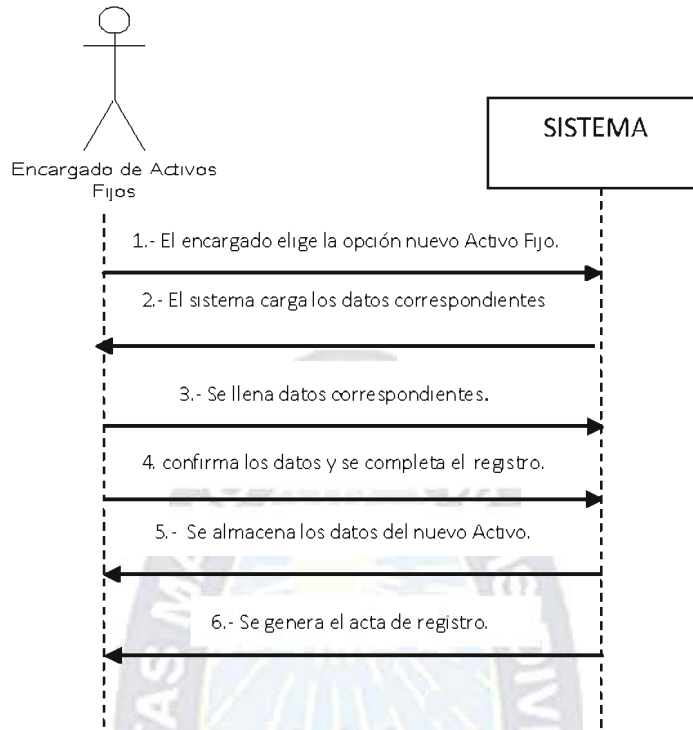 SISTEMA
Encargado de Activos
Fijos
1.- El encargado elige la opción nuevo Activo Fijo.
2.- El sistema carga los datos correspondientes
3.- Se llena datos correspondientes.
4. confirma los datos y se completa el registro.
5.- Se almacena los datos del nuevo Activo.
6.- Se genera el acta de registro.